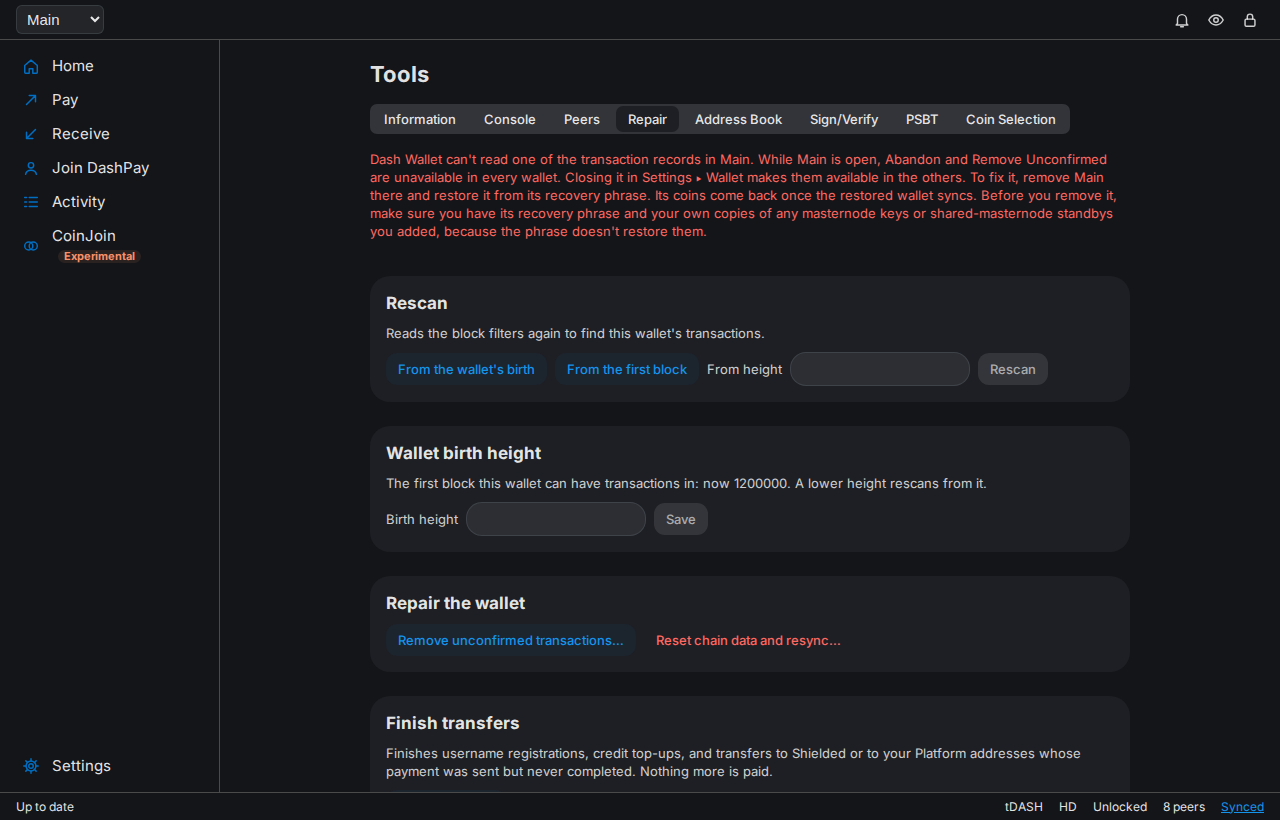 Main
Home
Pay
Receive
Join DashPay
Activity
CoinJoin
Experimental
Settings
Tools
Information Console Peers Repair Address Book Sign/Verify PSBT Coin Selection
Dash Wallet can't read one of the transaction records in Main. While Main is open, Abandon and Remove Unconfirmed
are unavailable in every wallet. Closing it in Settings ▸ Wallet makes them available in the others. To fix it, remove Main
there and restore it from its recovery phrase. Its coins come back once the restored wallet syncs. Before you remove it,
make sure you have its recovery phrase and your own copies of any masternode keys or shared-masternode standbys
you added, because the phrase doesn't restore them.
Rescan
Reads the block filters again to find this wallet's transactions.
From the wallet's birth From the first block From height Rescan
Wallet birth height
The first block this wallet can have transactions in: now 1200000. A lower height rescans from it.
Birth height Save
Repair the wallet
Remove unconfirmed transactions... Reset chain data and resync...
Finish transfers
Finishes username registrations, credit top-ups, and transfers to Shielded or to your Platform addresses whose
payment was sent but never completed. Nothing more is paid.
Up to date tDASH HD Unlocked 8 peers Synced